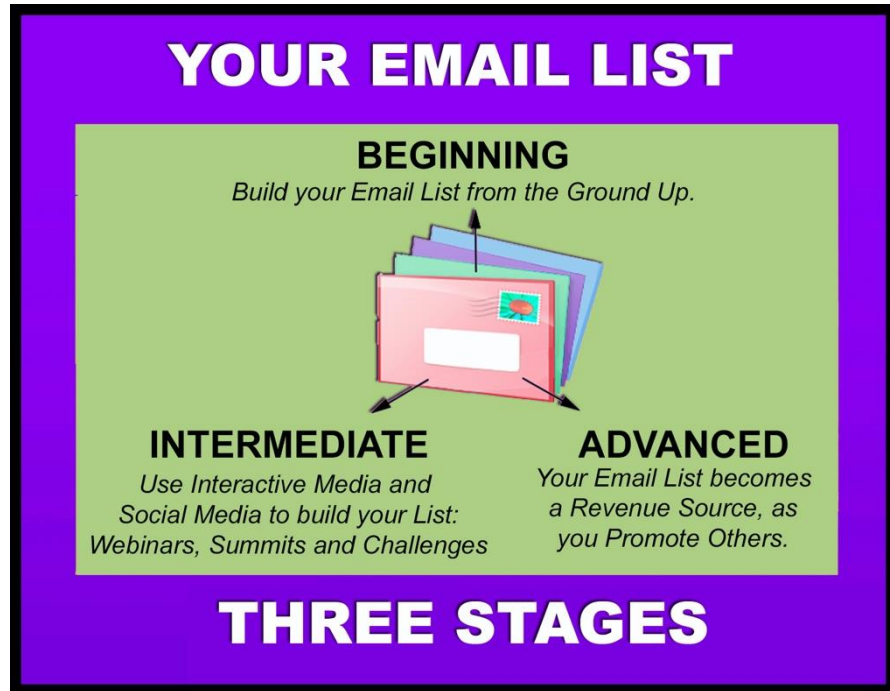 YOUR EMAIL LIST
BEGINNING
Build your Email List from the Ground Up.
INTERMEDIATE
Use Interactive Media and
Social Media to build your List:
Webinars, Summits and Challenges
ADVANCED
Your Email List becomes
a Revenue Source, as
you Promote Others.
THREE STAGES